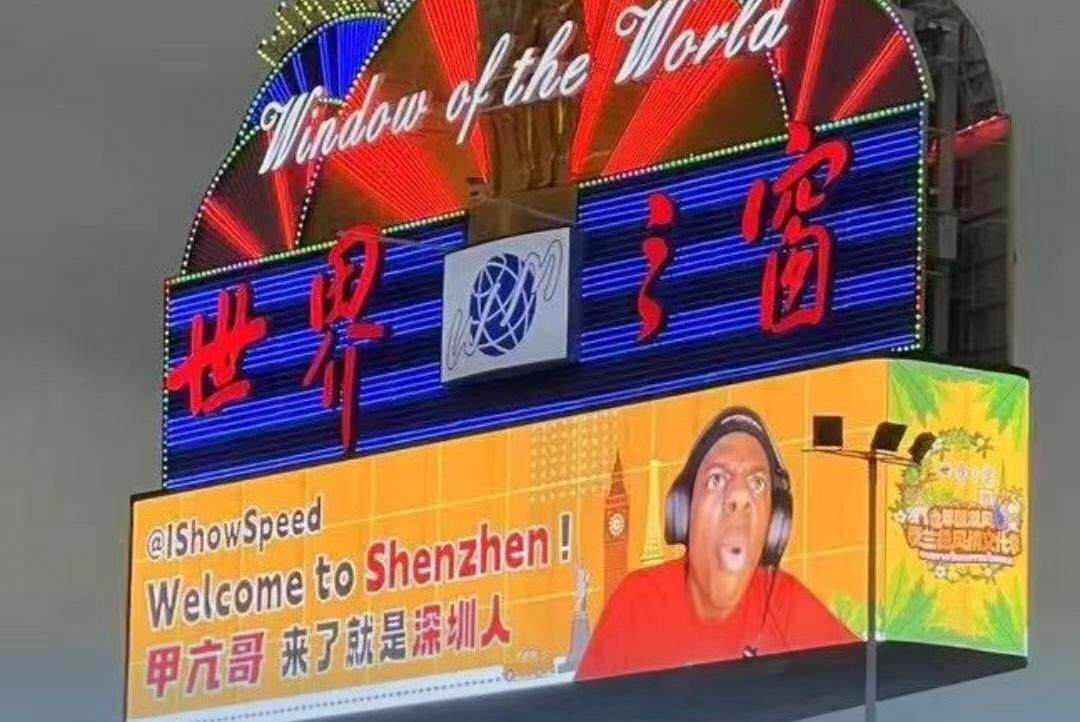 Window of the World
世界之窗
@IShowSpeed
Welcome to Shenzhen!
甲亢哥 来了就是深圳人